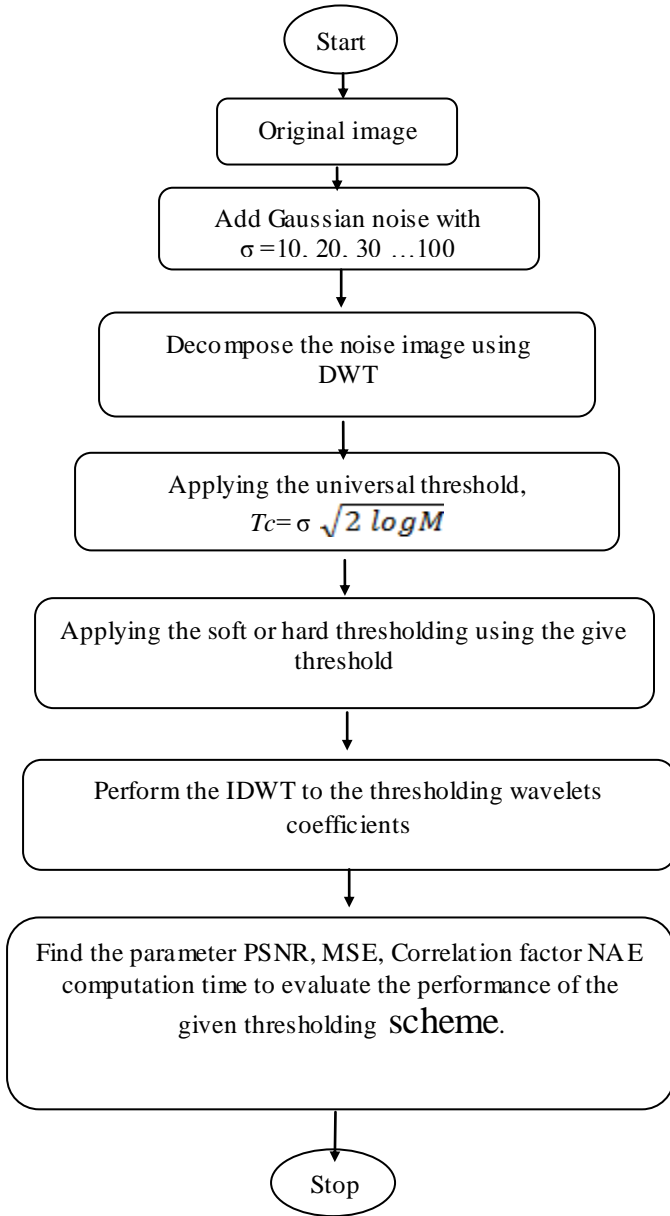 Start
Original image
Add Gaussian noise with
σ =10, 20, 30 …100
Decompose the noise image using
DWT
Applying the universal threshold,
Tc= σ √2 logM
Applying the soft or hard thresholding using the give
threshold
Perform the IDWT to the thresholding wavelets
coefficients
Find the parameter PSNR, MSE, Correlation factor NAE
computation time to evaluate the performance of the
given thresholding scheme.
Stop